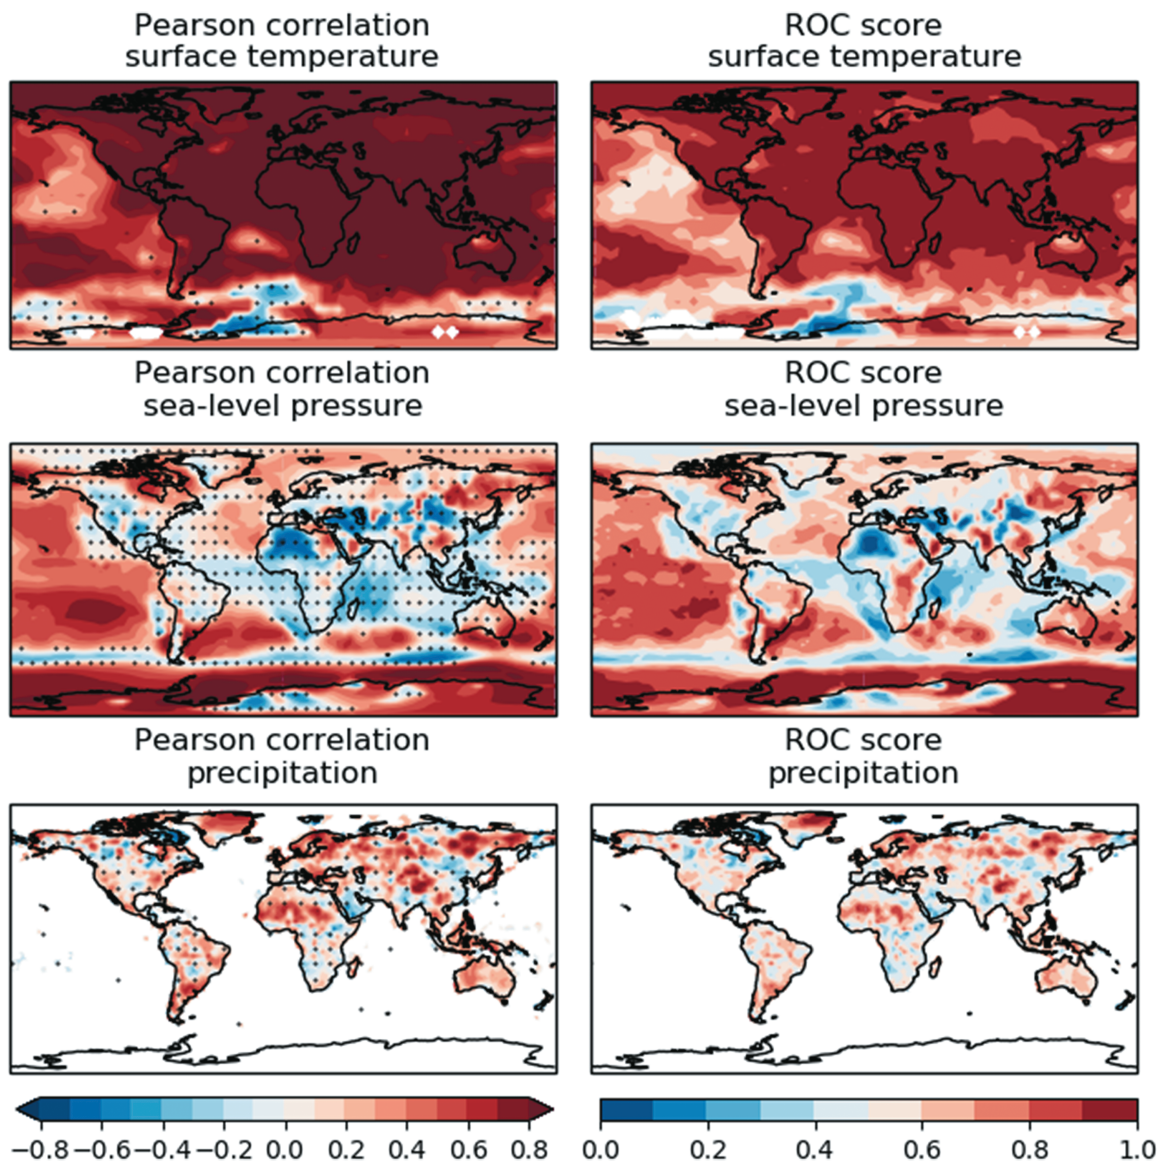 Pearson correlation
surface temperature
ROC score
surface temperature
Pearson correlation
sea-level pressure
ROC score
sea-level pressure
Pearson correlation
precipitation
ROC score
precipitation
−0.8 −0.6 −0.4 −0.2 0.0 0.2 0.4 0.6 0.8
0.0 0.2 0.4 0.6 0.8 1.0